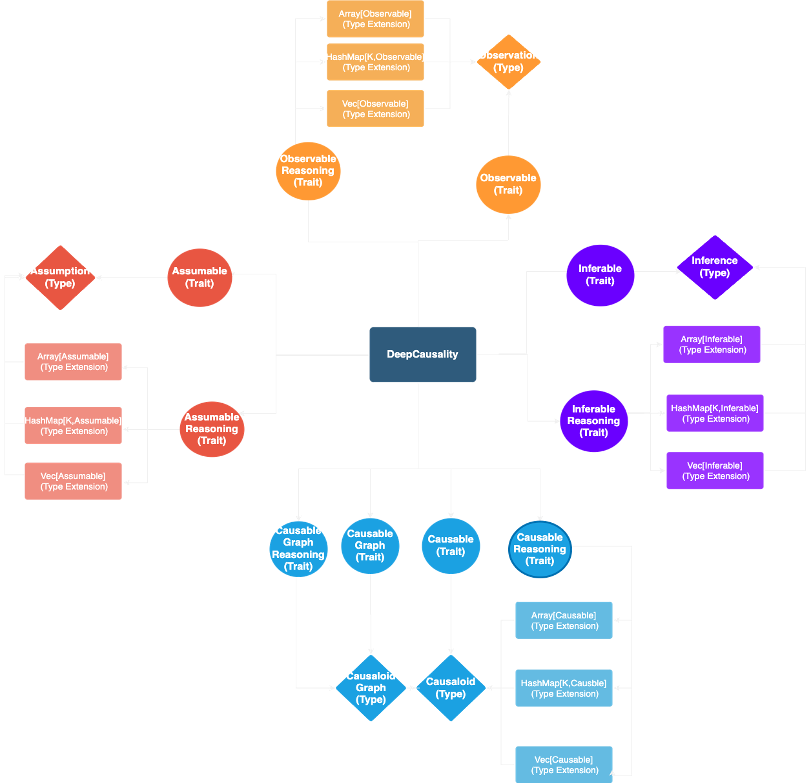 Array[Observable]
(Type Extension)
HashMap[K,Observable]
(Type Extension)
Observation
(Type)
Vec[Observable]
(Type Extension)
Observable
Reasoning
(Trait)
Observable
(Trait)
Assumption
(Type)
Assumable
(Trait)
Inferable
(Trait)
Inference
(Type)
DeepCausality
Array[Assumable]
(Type Extension)
HashMap[K,Assumable]
(Type Extension)
Vec[Assumable]
(Type Extension)
Assumable
Reasoning
(Trait)
Inferable
Reasoning
(Trait)
Array[Inferable]
(Type Extension)
HashMap[K,Inferable]
(Type Extension)
Vec[Inferable]
(Type Extension)
Causable
Graph
Reasoning
(Trait)
Causable
Graph
(Trait)
Causable
(Trait)
Causable
Reasoning
(Trait)
Array[Causable]
(Type Extension)
Causaloid
Graph
(Type)
Causaloid
(Type)
HashMap[K,Causble]
(Type Extension)
Vec[Causable]
(Type Extension)